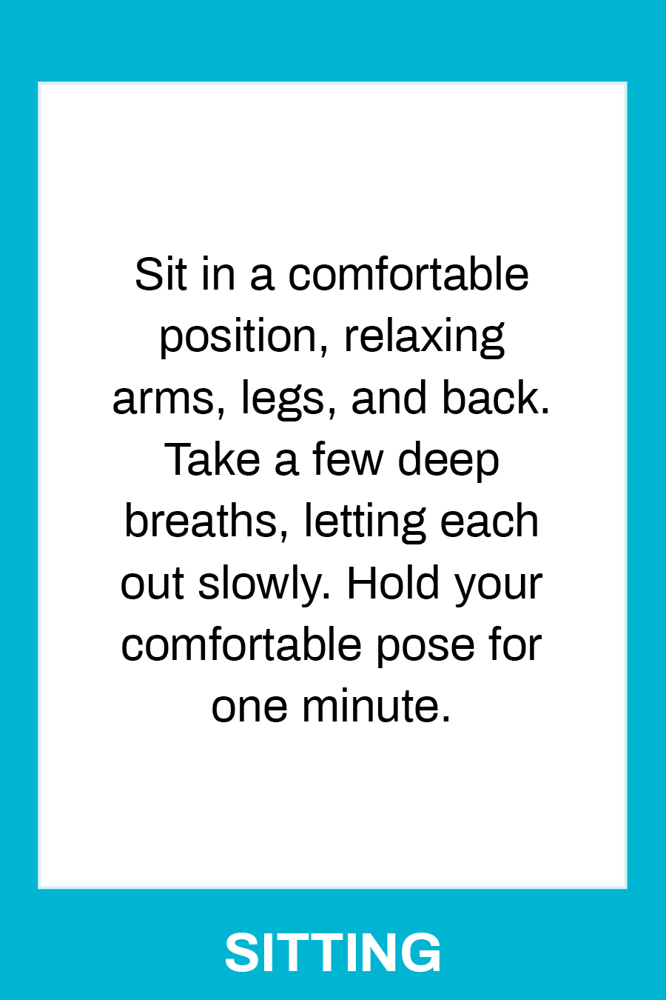 Sit in a comfortable
position, relaxing
arms, legs, and back.
Take a few deep
breaths, letting each
out slowly. Hold your
comfortable pose for
one minute.
SITTING